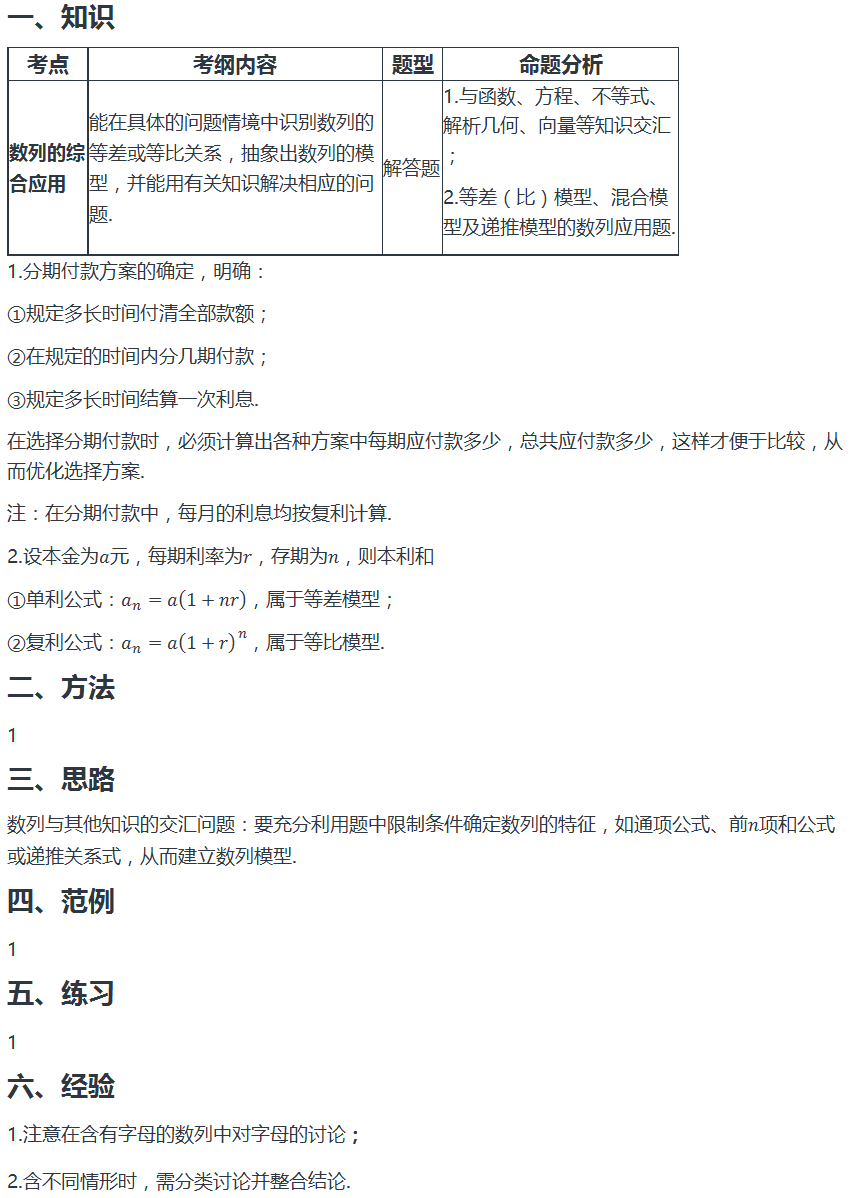 一、知识
考点 考纲内容 题型 命题分析
数列的综
合应用
能在具体的问题情境中识别数列的
等差或等比关系，抽象出数列的模
型，并能用有关知识解决相应的问
题.
解答题
1.与函数、方程、不等式、
解析几何、向量等知识交汇
；
2.等差（比）模型、混合模
型及递推模型的数列应用题.
1.分期付款方案的确定，明确：
①规定多长时间付清全部款额；
②在规定的时间内分几期付款；
③规定多长时间结算一次利息.
在选择分期付款时，必须计算出各种方案中每期应付款多少，总共应付款多少，这样才便于比较，从
而优化选择方案.
注：在分期付款中，每月的利息均按复利计算.
2.设本金为a元，每期利率为r，存期为n，则本利和
①单利公式：aₙ = a(1 + nr)，属于等差模型；
②复利公式：aₙ = a(1 + r)ⁿ，属于等比模型.
二、方法
1
三、思路
数列与其他知识的交汇问题：要充分利用题中限制条件确定数列的特征，如通项公式、前n项和公式
或递推关系式，从而建立数列模型.
四、范例
1
五、练习
1
六、经验
1.注意在含有字母的数列中对字母的讨论；
2.含不同情形时，需分类讨论并整合结论.